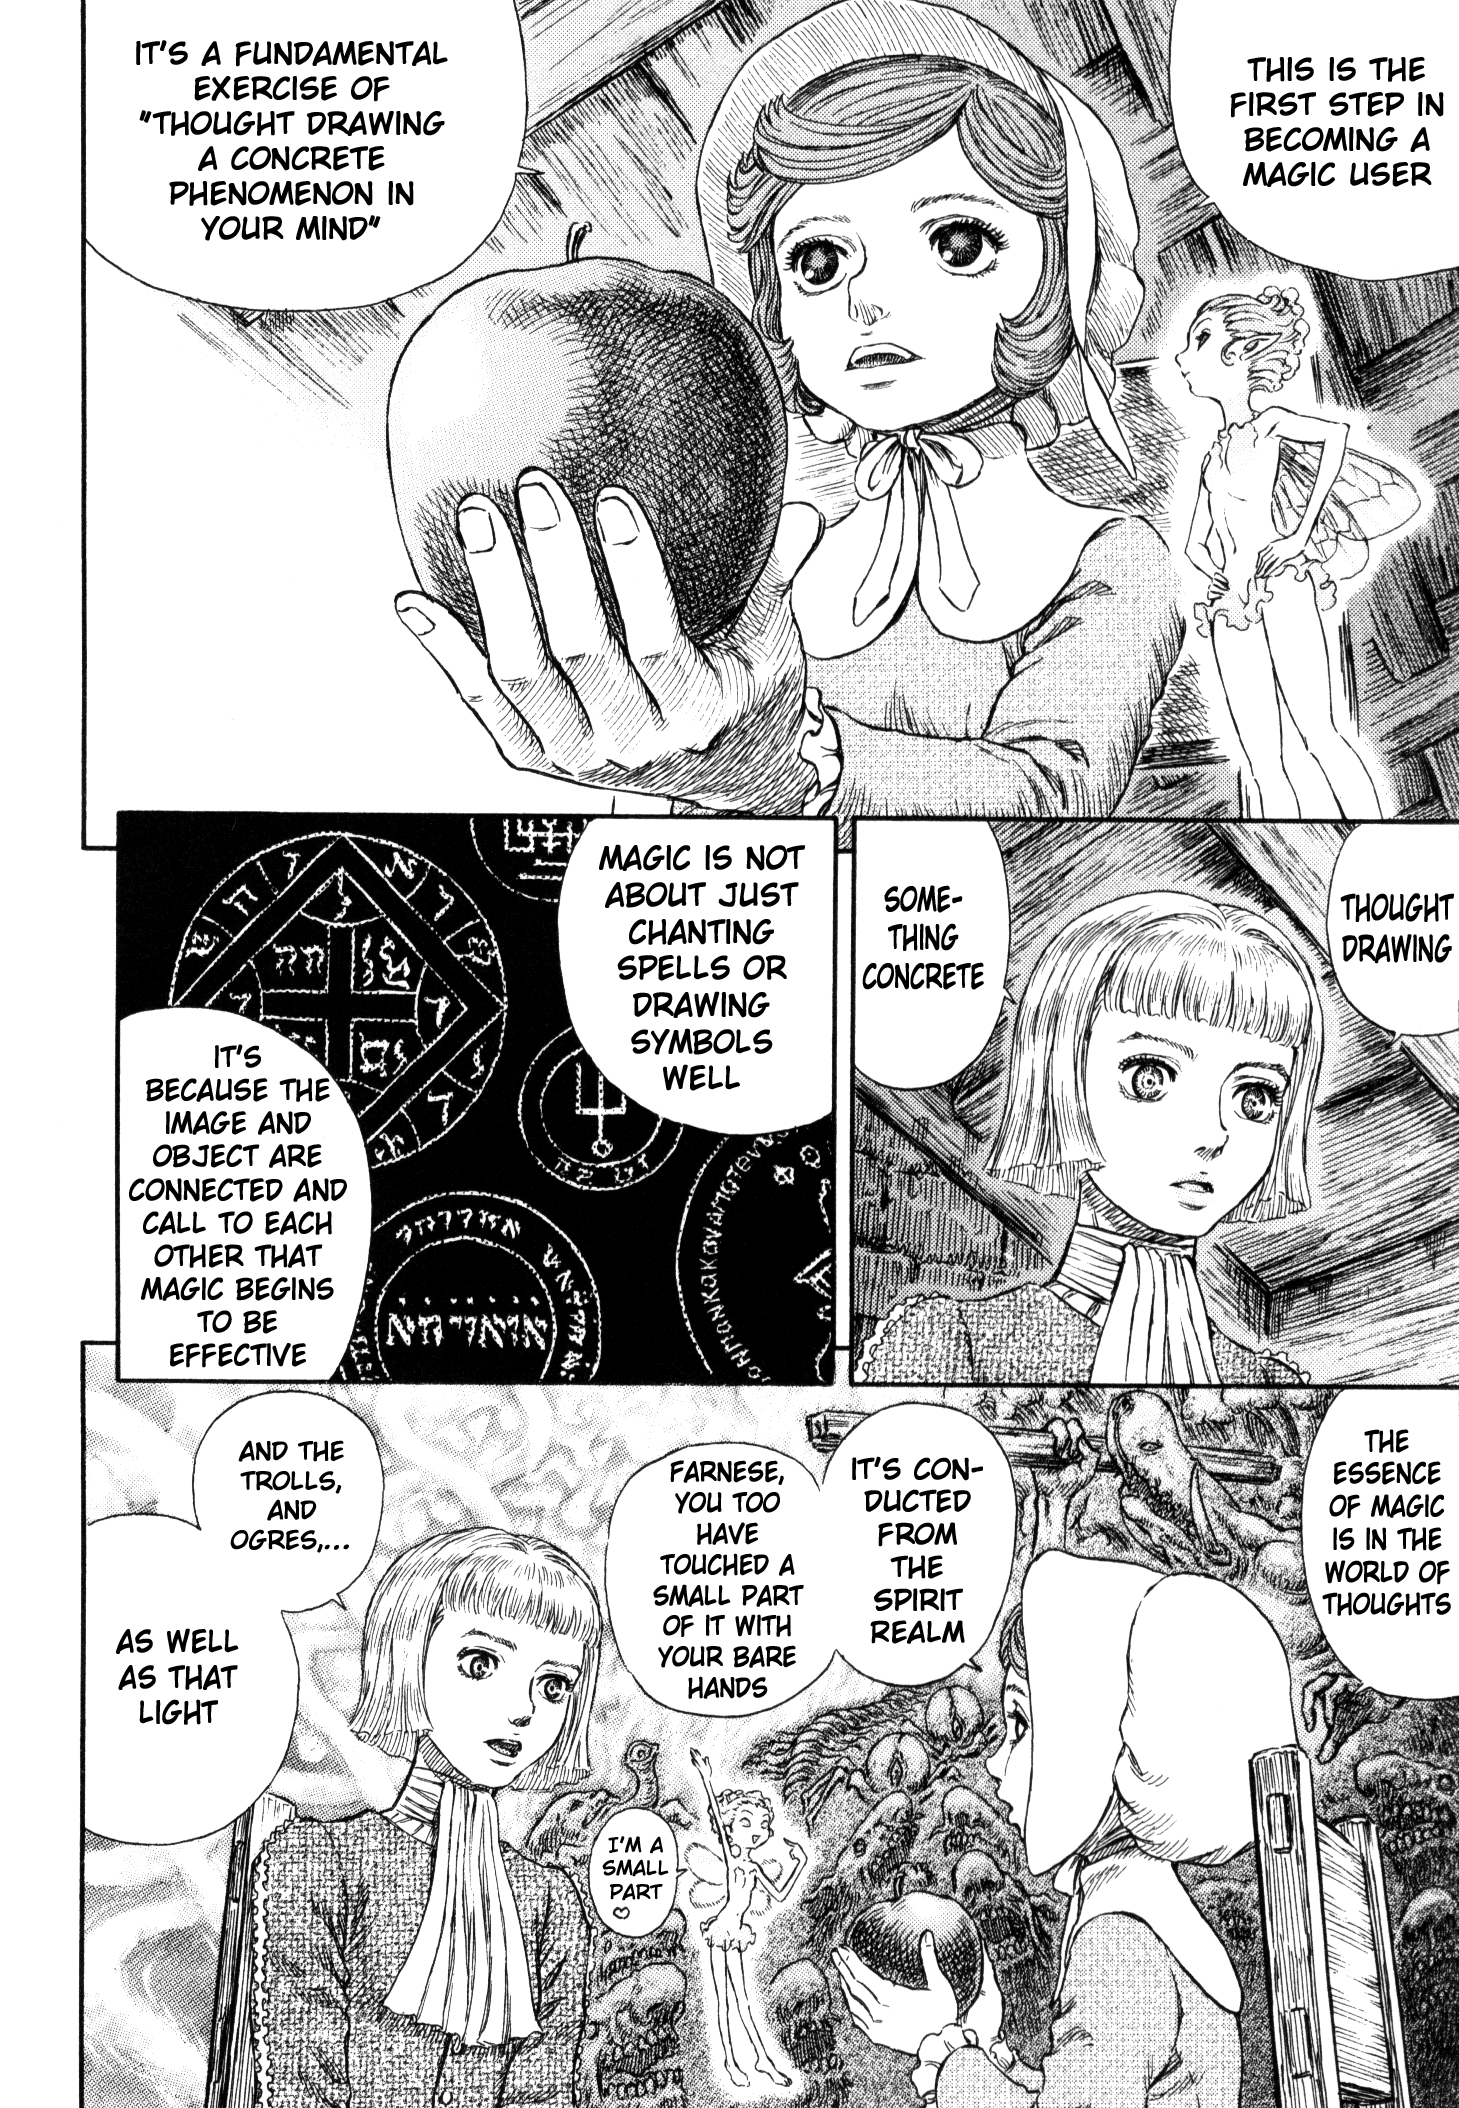 THIS IS THE
FIRST STEP IN
BECOMING A
MAGIC USER
IT'S A FUNDAMENTAL
EXERCISE OF
"THOUGHT DRAWING
A CONCRETE
PHENOMENON IN
YOUR MIND"
THOUGHT
DRAWING
SOME-
THING
CONCRETE
MAGIC IS NOT
ABOUT JUST
CHANTING
SPELLS OR
DRAWING
SYMBOLS
WELL
IT'S
BECAUSE THE
IMAGE AND
OBJECT ARE
CONNECTED AND
CALL TO EACH
OTHER THAT
MAGIC BEGINS
TO BE
EFFECTIVE
THE
ESSENCE
OF MAGIC
IS IN THE
WORLD OF
THOUGHTS
IT'S CON-
DUCTED
FROM
THE
SPIRIT
REALM
FARNESE,
YOU TOO
HAVE
TOUCHED A
SMALL PART
OF IT WITH
YOUR BARE
HANDS
I'M A
SMALL
PART
♡
AND THE
TROLLS,
AND
OGRES,...
AS WELL
AS THAT
LIGHT